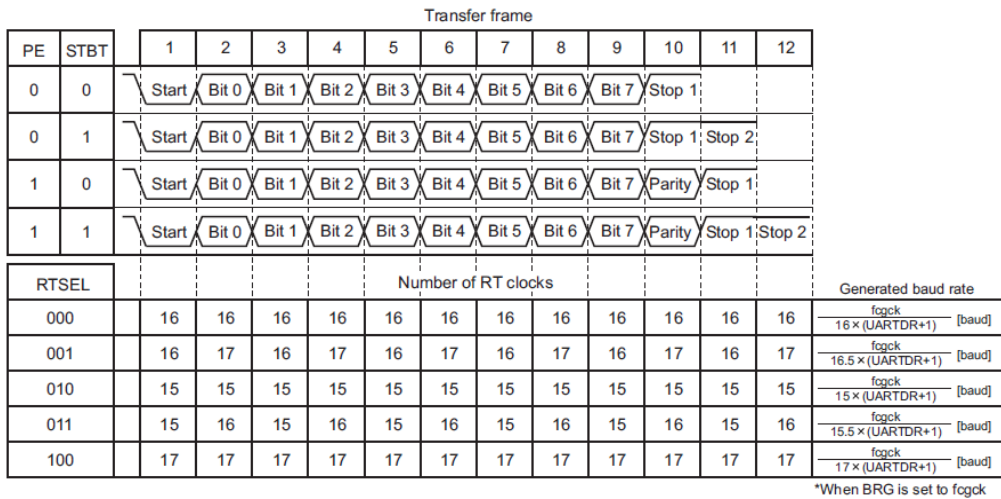 Transfer frame
PE STBT 1 2 3 4 5 6 7 8 9 10 11 12
0 0 Start Bit 0 Bit 1 Bit 2 Bit 3 Bit 4 Bit 5 Bit 6 Bit 7 Stop 1
0 1 Start Bit 0 Bit 1 Bit 2 Bit 3 Bit 4 Bit 5 Bit 6 Bit 7 Stop 1 Stop 2
1 0 Start Bit 0 Bit 1 Bit 2 Bit 3 Bit 4 Bit 5 Bit 6 Bit 7 Parity Stop 1
1 1 Start Bit 0 Bit 1 Bit 2 Bit 3 Bit 4 Bit 5 Bit 6 Bit 7 Parity Stop 1 Stop 2
RTSEL Number of RT clocks Generated baud rate
000 16 16 16 16 16 16 16 16 16 16 16 16 fcgck
16×(UARTDR+1) [baud]
001 16 17 16 17 16 17 16 17 16 17 16 17 fcgck
16.5×(UARTDR+1) [baud]
010 15 15 15 15 15 15 15 15 15 15 15 15 fcgck
15×(UARTDR+1) [baud]
011 15 16 15 16 15 16 15 16 15 16 15 16 fcgck
15.5×(UARTDR+1) [baud]
100 17 17 17 17 17 17 17 17 17 17 17 17 fcgck
17×(UARTDR+1) [baud]
*When BRG is set to fcgck